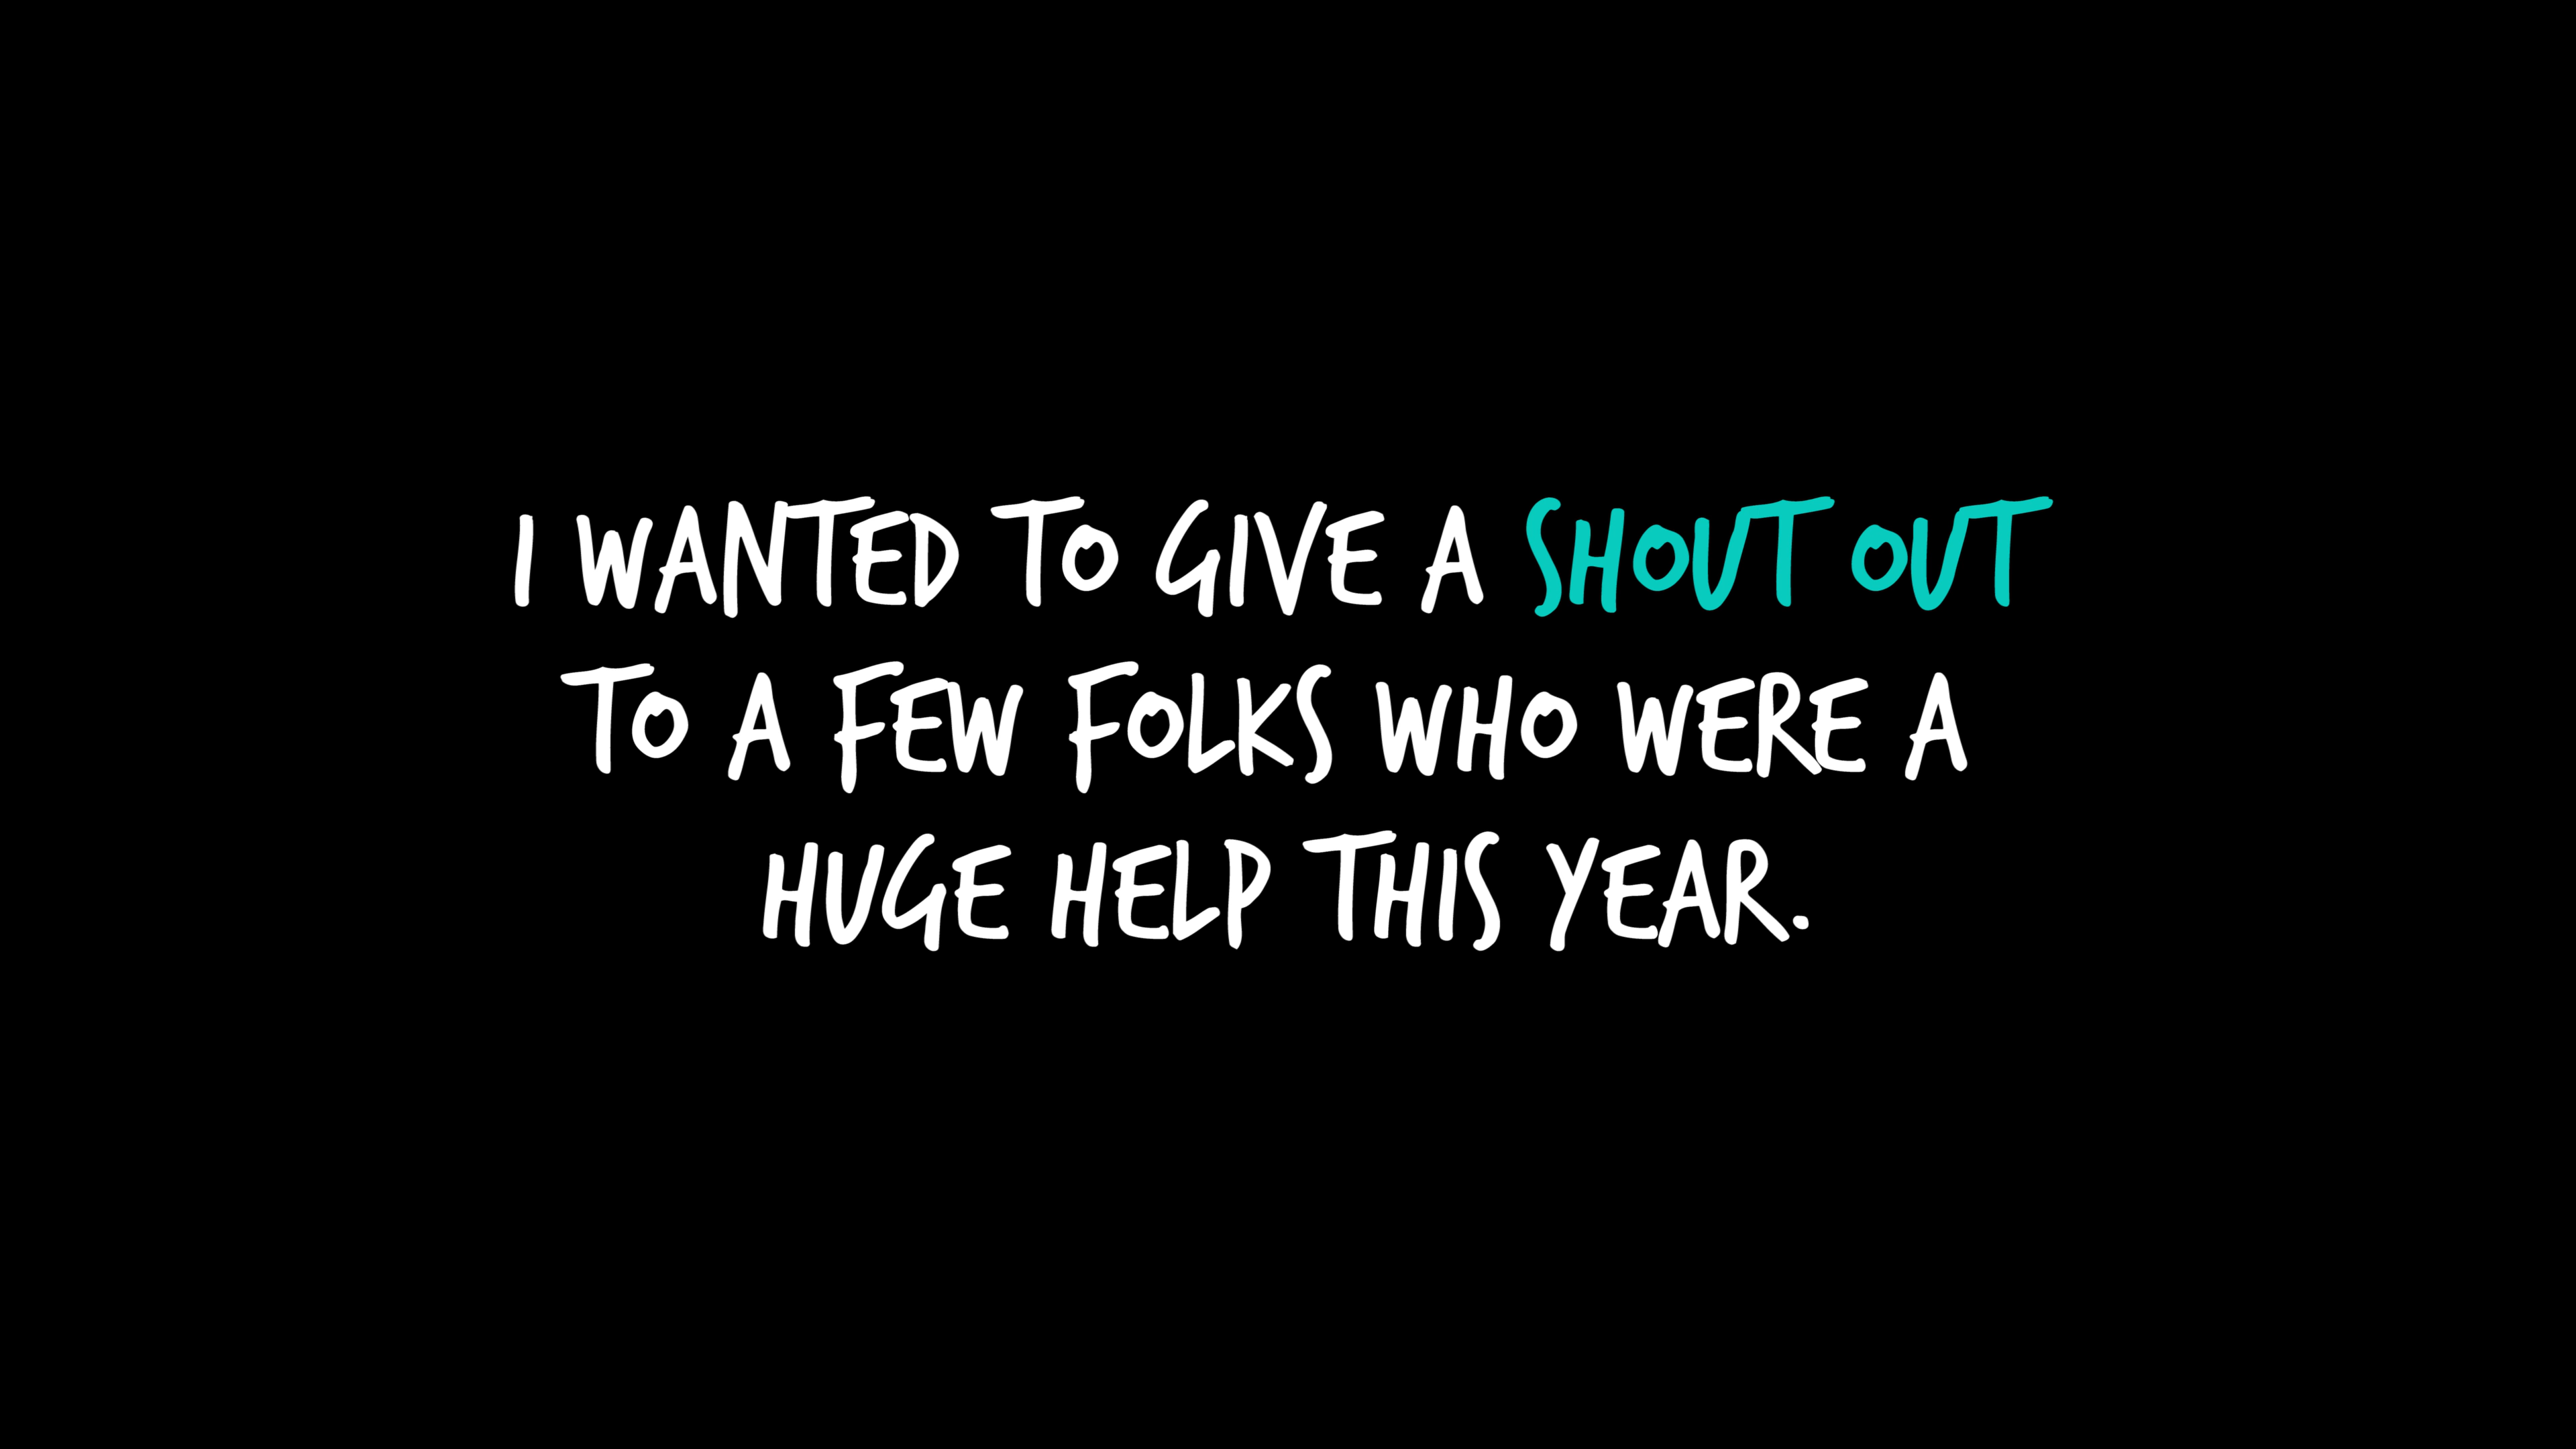 I WANTED TO GIVE A SHOUT OUT
TO A FEW FOLKS WHO WERE A
HUGE HELP THIS YEAR.